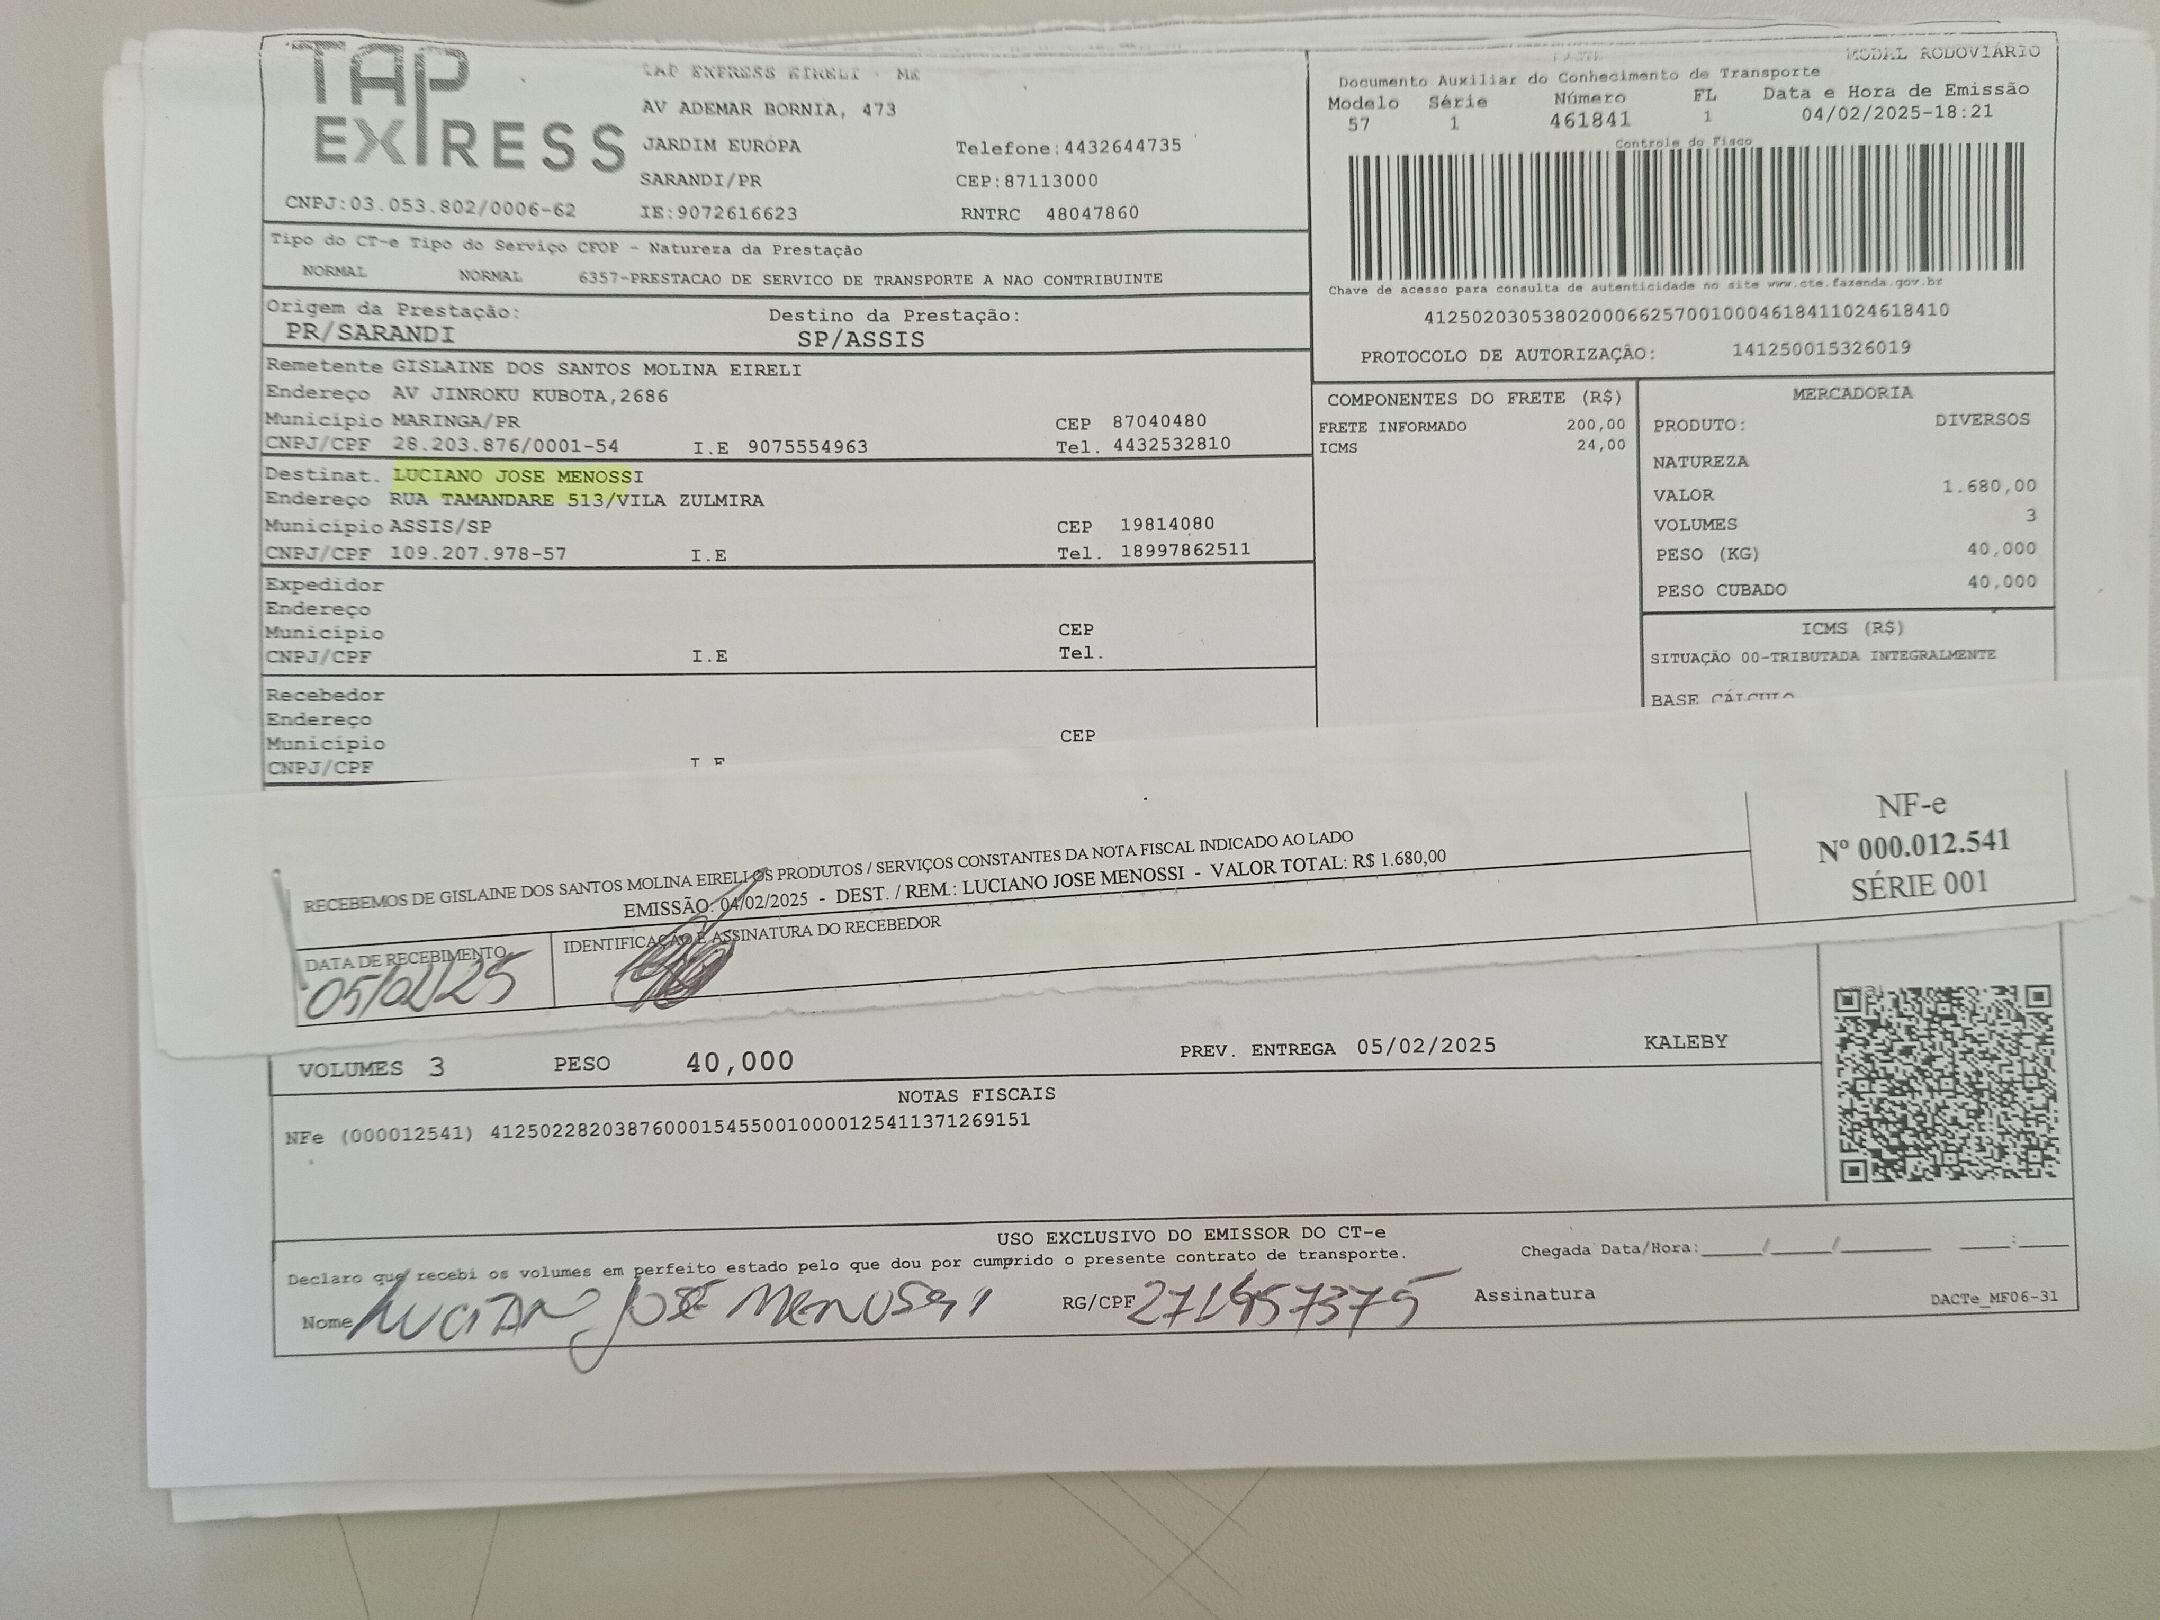 TAP
EXPRESS
TAP EXPRESS EIRELI - ME
AV ADEMAR BORNIA, 473
JARDIM EUROPA Telefone:4432644735
SARANDI/PR CEP:87113000
CNPJ:03.053.802/0006-62 IE:9072616623 RNTRC 48047860
MODAL RODOVIÁRIO
Documento Auxiliar do Conhecimento de Transporte
Modelo Série Número FL Data e Hora de Emissão
57 1 461841 1 04/02/2025-18:21
Controle do Fisco
Chave de acesso para consulta de autenticidade no site www.cte.fazenda.gov.br
41250203053802000662570010004618411024618410
PROTOCOLO DE AUTORIZAÇÃO: 141250015326019
Tipo do CT-e Tipo do Serviço CFOP - Natureza da Prestação
NORMAL NORMAL 6357-PRESTACAO DE SERVICO DE TRANSPORTE A NAO CONTRIBUINTE
Origem da Prestação: Destino da Prestação:
PR/SARANDI SP/ASSIS
Remetente GISLAINE DOS SANTOS MOLINA EIRELI
Endereço AV JINROKU KUBOTA,2686
Município MARINGA/PR CEP 87040480
CNPJ/CPF 28.203.876/0001-54 I.E 9075554963 Tel. 4432532810
Destinat. LUCIANO JOSE MENOSSI
Endereço RUA TAMANDARE 513/VILA ZULMIRA
Município ASSIS/SP CEP 19814080
CNPJ/CPF 109.207.978-57 I.E Tel. 18997862511
Expedidor
Endereço
Município CEP
CNPJ/CPF I.E Tel.
Recebedor
Endereço
Município CEP
CNPJ/CPF I E
COMPONENTES DO FRETE (R$)
FRETE INFORMADO 200,00
ICMS 24,00
MERCADORIA
PRODUTO: DIVERSOS
NATUREZA
VALOR 1.680,00
VOLUMES 3
PESO (KG) 40,000
PESO CUBADO 40,000
ICMS (R$)
SITUAÇÃO 00-TRIBUTADA INTEGRALMENTE
BASE CÁLCULO
RECEBEMOS DE GISLAINE DOS SANTOS MOLINA EIRELI OS PRODUTOS / SERVIÇOS CONSTANTES DA NOTA FISCAL INDICADO AO LADO
EMISSÃO: 04/02/2025 - DEST. / REM.: LUCIANO JOSE MENOSSI - VALOR TOTAL: R$ 1.680,00
DATA DE RECEBIMENTO IDENTIFICAÇÃO E ASSINATURA DO RECEBEDOR
05/02/25
NF-e
Nº 000.012.541
SÉRIE 001
VOLUMES 3 PESO 40,000 PREV. ENTREGA 05/02/2025 KALEBY
NOTAS FISCAIS
NFe (000012541) 41250228203876000154550010000125411371269151
USO EXCLUSIVO DO EMISSOR DO CT-e
Declaro que recebi os volumes em perfeito estado pelo que dou por cumprido o presente contrato de transporte. Chegada Data/Hora:_____/_____/________ ____:____
Nome LUCIANO JOSE MENOSSI RG/CPF 271957375 Assinatura DACTe_MF06-31